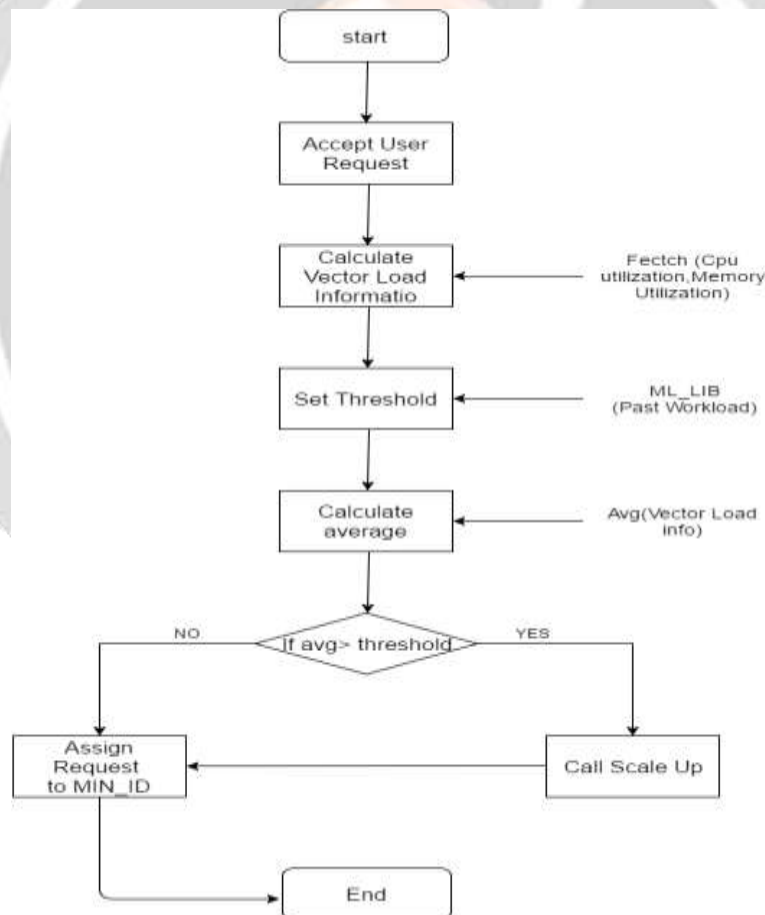 start
Accept User
Request
Calculate
Vector Load
Informatio
Fectch (Cpu
utilization,Memory
Utilization)
Set Threshold
ML_LIB
(Past Workload)
Calculate
average
Avg(Vector Load
info)
NO
if avg> threshold
YES
Assign
Request
to MIN_ID
Call Scale Up
End